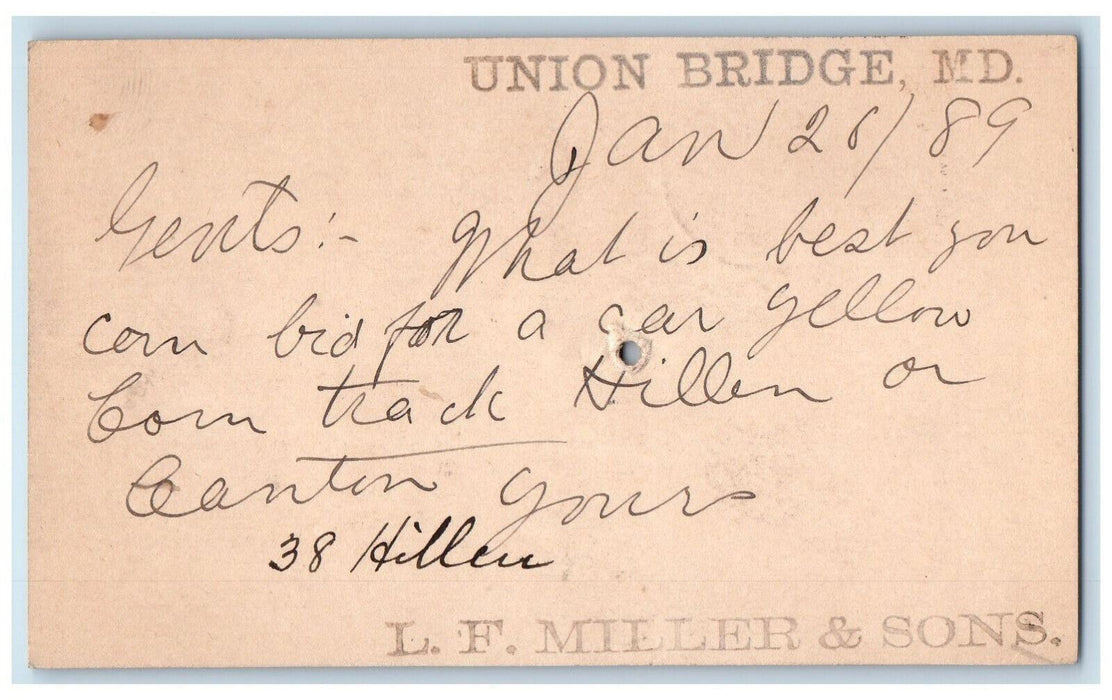 UNION BRIDGE, MD.
Jan 28/89
Gents:- What is best you
can bid for a car yellow
Corn track Hillen or
Canton yours
38 Hillen
L. F. MILLER & SONS.